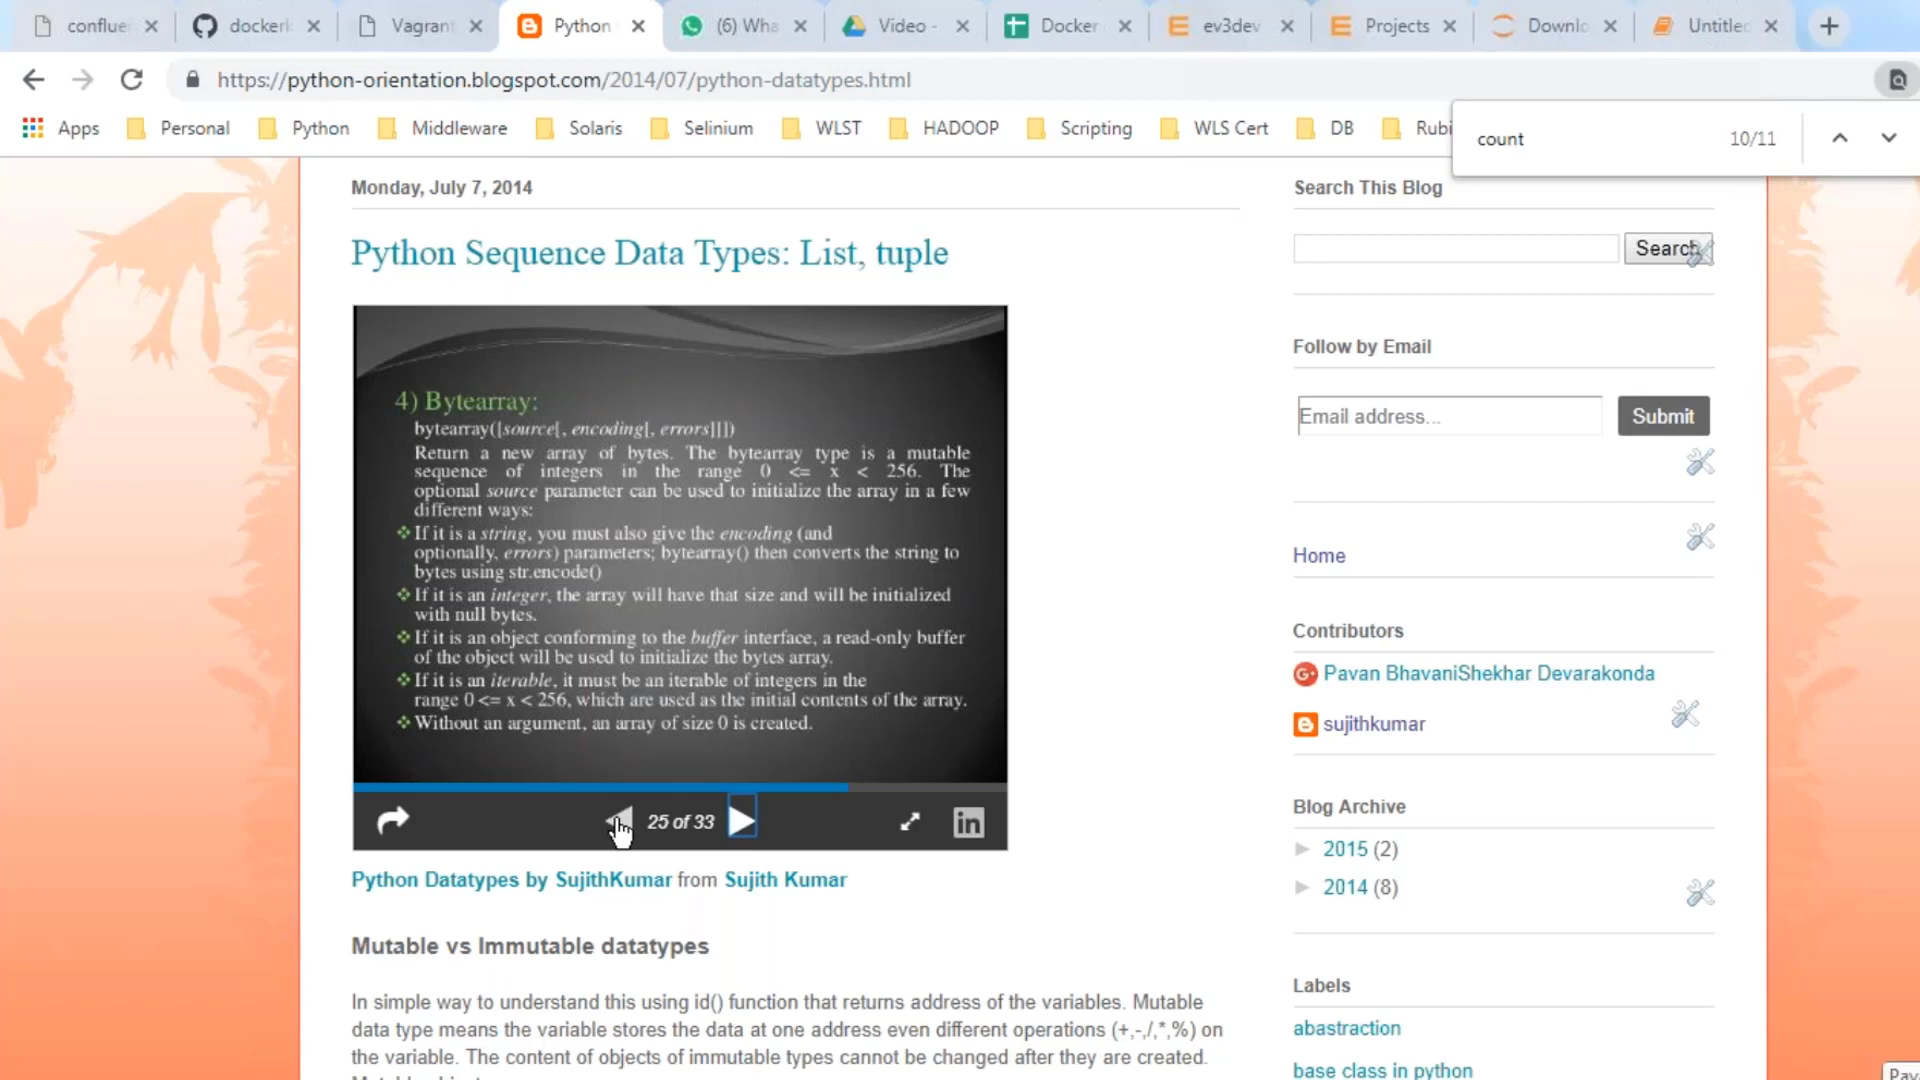 confluer
dockerk
Vagrant
Python
(6) Wha
Video -
Docker
ev3dev
Projects
Downlo
Untitled
https://python-orientation.blogspot.com/2014/07/python-datatypes.html
Apps
Personal
Python
Middleware
Solaris
Selinium
WLST
HADOOP
Scripting
WLS Cert
DB
Rubi
count
10/11
Monday, July 7, 2014
Python Sequence Data Types: List, tuple
4) Bytearray:
bytearray([source[, encoding[, errors]]])
Return a new array of bytes. The bytearray type is a mutable
sequence of integers in the range 0 <= x < 256. The
optional source parameter can be used to initialize the array in a few
different ways:
❖ If it is a string, you must also give the encoding (and
optionally, errors) parameters; bytearray() then converts the string to
bytes using str.encode()
❖ If it is an integer, the array will have that size and will be initialized
with null bytes.
❖ If it is an object conforming to the buffer interface, a read-only buffer
of the object will be used to initialize the bytes array.
❖ If it is an iterable, it must be an iterable of integers in the
range 0 <= x < 256, which are used as the initial contents of the array.
❖ Without an argument, an array of size 0 is created.
25 of 33
in
Python Datatypes by SujithKumar from Sujith Kumar
Mutable vs Immutable datatypes
In simple way to understand this using id() function that returns address of the variables. Mutable
data type means the variable stores the data at one address even different operations (+,-,/,*,%) on
the variable. The content of objects of immutable types cannot be changed after they are created.
Search This Blog
Search
Follow by Email
Email address...
Submit
Home
Contributors
G+ Pavan BhavaniShekhar Devarakonda
sujithkumar
Blog Archive
► 2015 (2)
► 2014 (8)
Labels
abastraction
base class in python